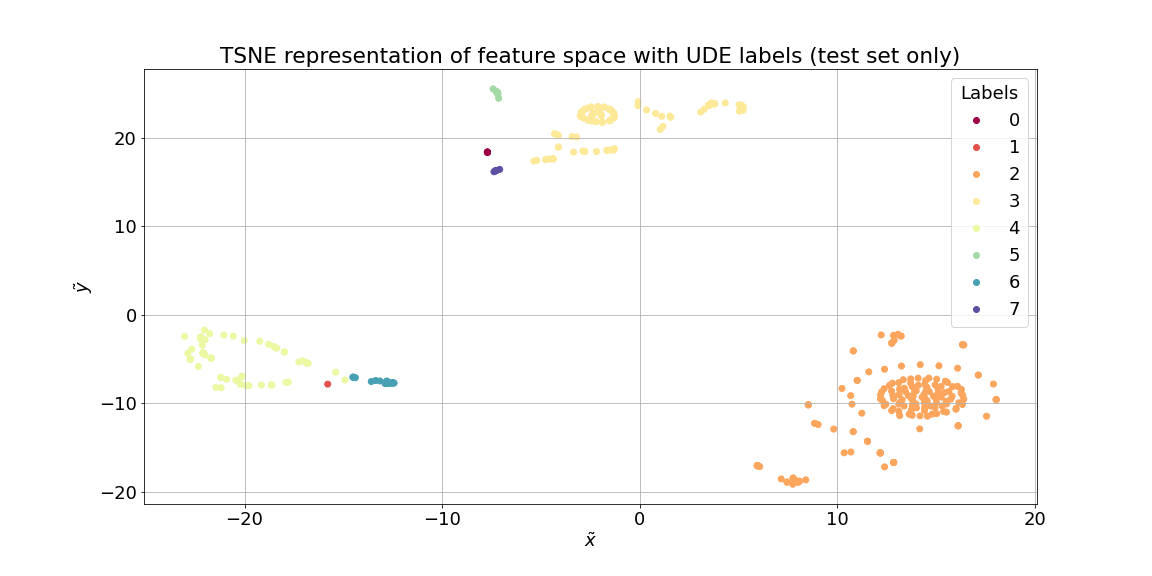 TSNE representation of feature space with UDE labels (test set only)
Labels
0
1
2
3
4
5
6
7
20
10
0
−10
−20
ỹ
−20 −10 0 10 20
x̃